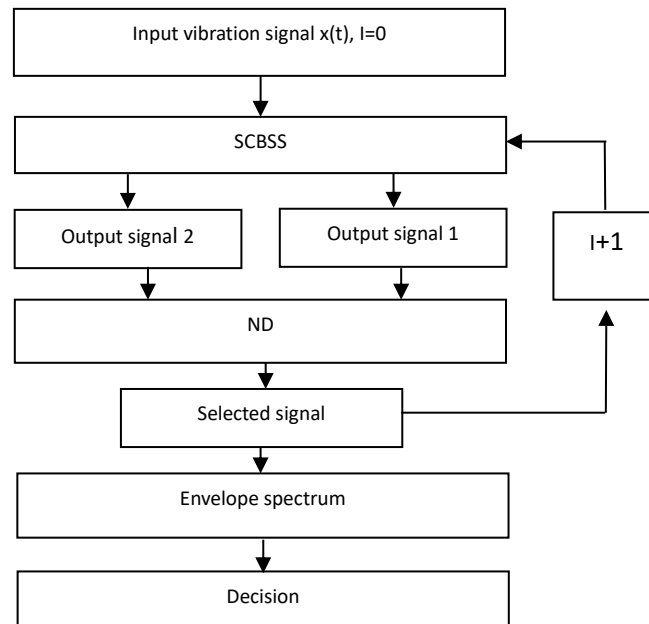 Input vibration signal x(t), I=0
SCBSS
Output signal 2
Output signal 1
I+1
ND
Selected signal
Envelope spectrum
Decision